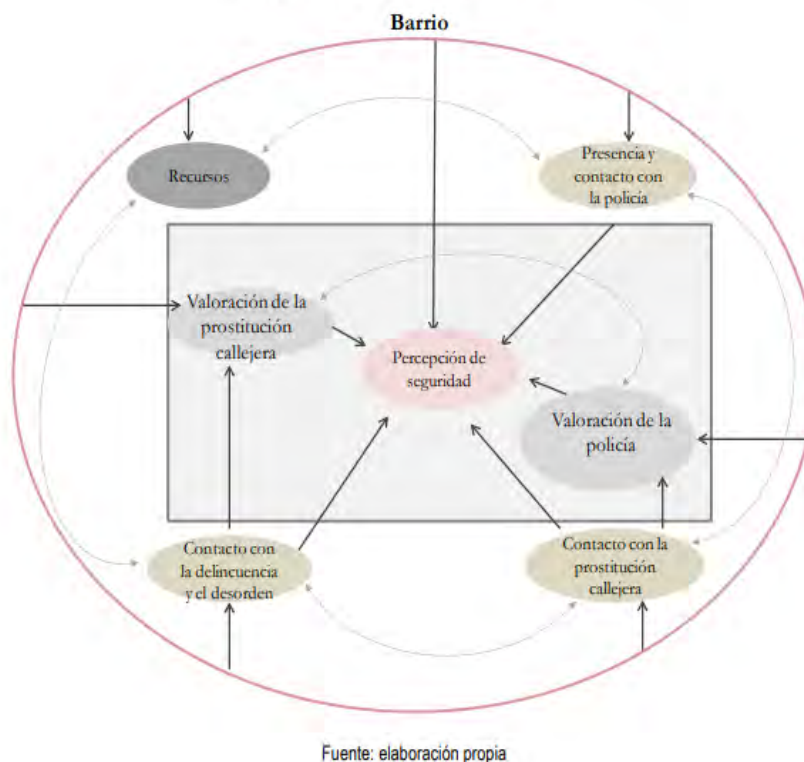 Barrio
Recursos
Presencia y
contacto con
la policía
Valoración de la
prostitución
callejera
Percepción de
seguridad
Valoración de la
policía
Contacto con
la delincuencia
y el desorden
Contacto con la
prostitución
callejera
Fuente: elaboración propia